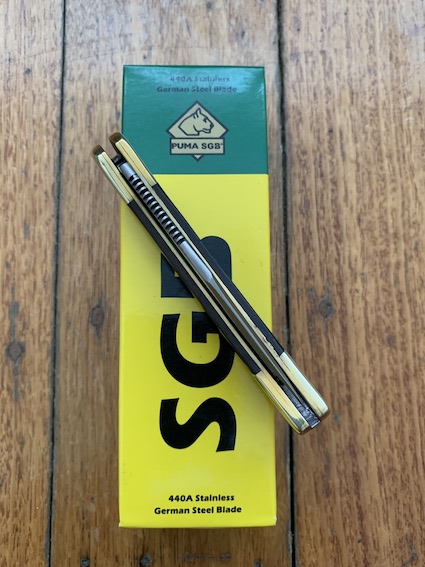 440A Stainless
German Steel Blade
PUMA SGB®
SGB
440A Stainless
German Steel Blade